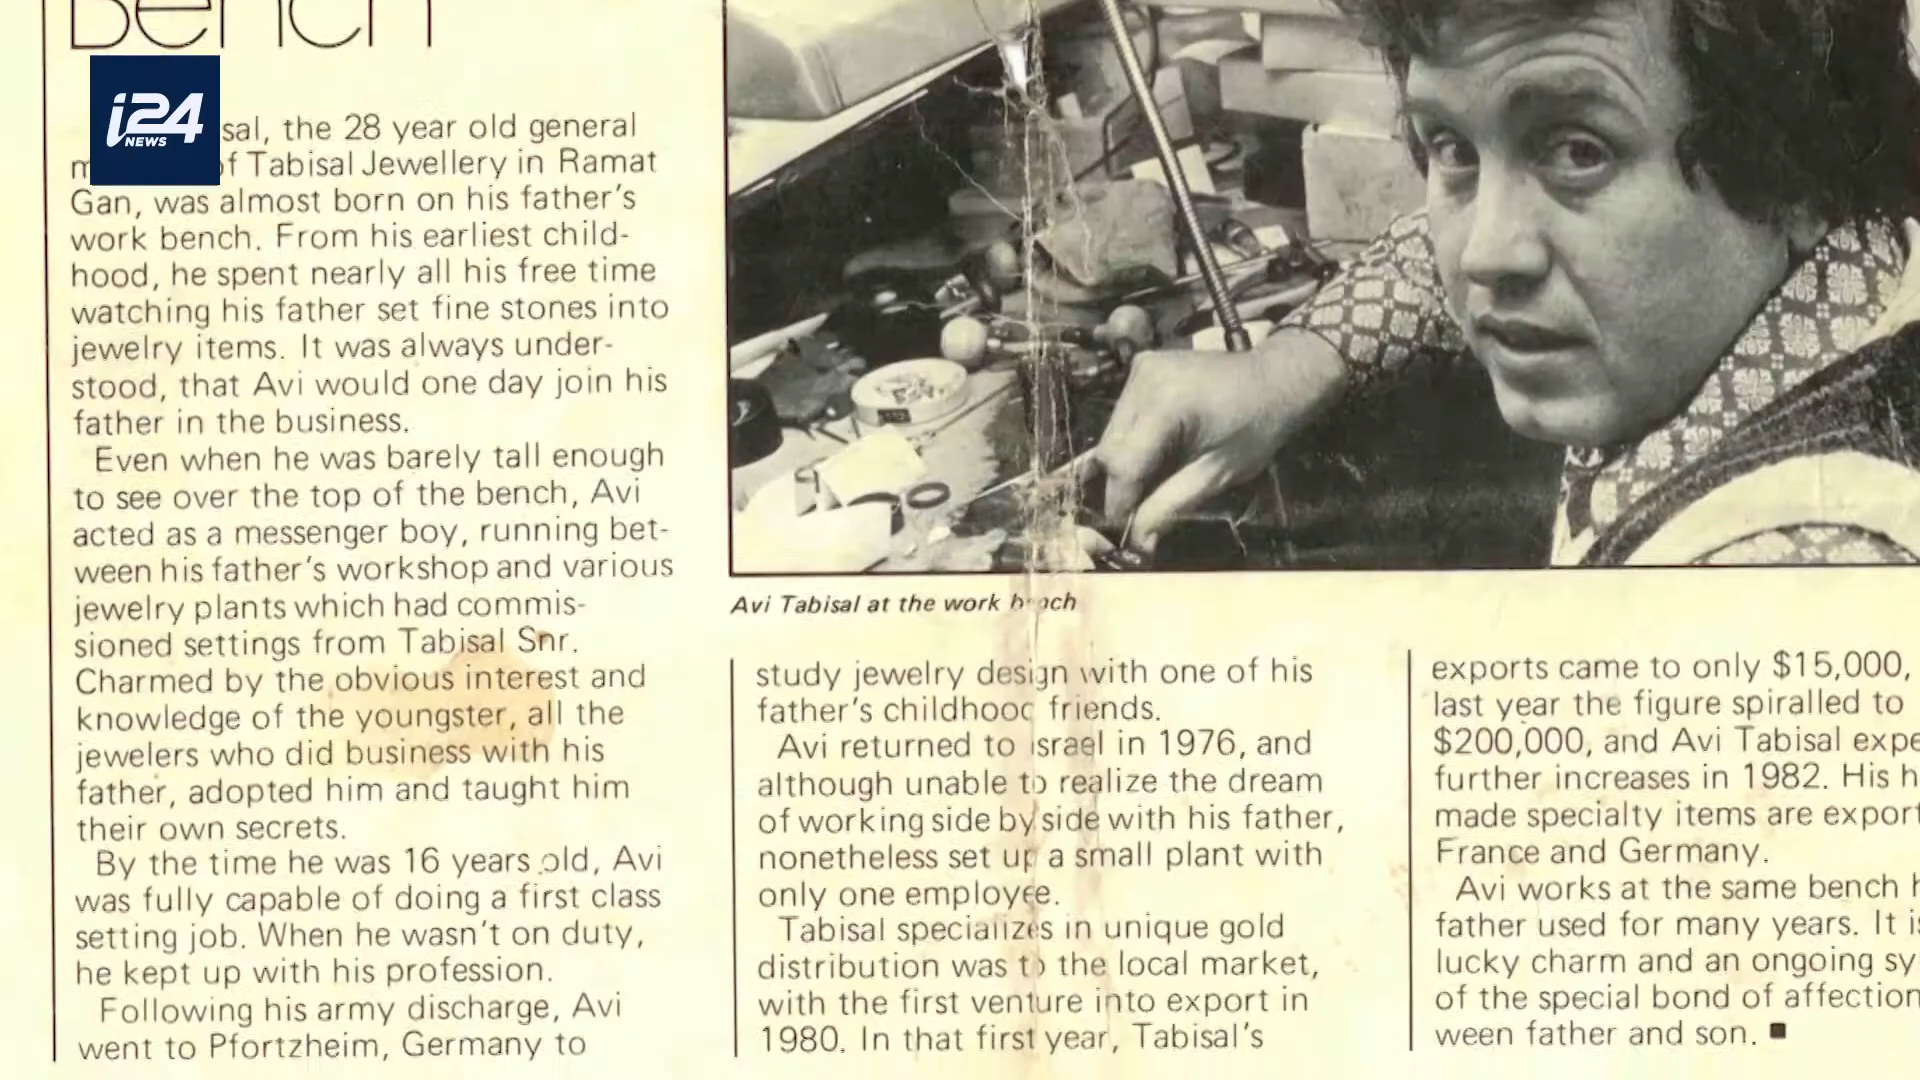 Bench
i24
NEWS
sal, the 28 year old general
of Tabisal Jewellery in Ramat
Gan, was almost born on his father's
work bench. From his earliest child-
hood, he spent nearly all his free time
watching his father set fine stones into
jewelry items. It was always under-
stood, that Avi would one day join his
father in the business.
Even when he was barely tall enough
to see over the top of the bench, Avi
acted as a messenger boy, running bet-
ween his father's workshop and various
jewelry plants which had commis-
sioned settings from Tabisal Snr.
Charmed by the obvious interest and
knowledge of the youngster, all the
jewelers who did business with his
father, adopted him and taught him
their own secrets.
By the time he was 16 years old, Avi
was fully capable of doing a first class
setting job. When he wasn't on duty,
he kept up with his profession.
Following his army discharge, Avi
went to Pfortzheim, Germany to
Avi Tabisal at the work bench
study jewelry design with one of his
father's childhood friends.
Avi returned to Israel in 1976, and
although unable to realize the dream
of working side by side with his father,
nonetheless set up a small plant with
only one employee.
Tabisal specializes in unique gold
distribution was to the local market,
with the first venture into export in
1980. In that first year, Tabisal's
exports came to only $15,000,
last year the figure spiralled to
$200,000, and Avi Tabisal expe
further increases in 1982. His h
made specialty items are export
France and Germany.
Avi works at the same bench h
father used for many years. It is
lucky charm and an ongoing sy
of the special bond of affection
ween father and son. ■